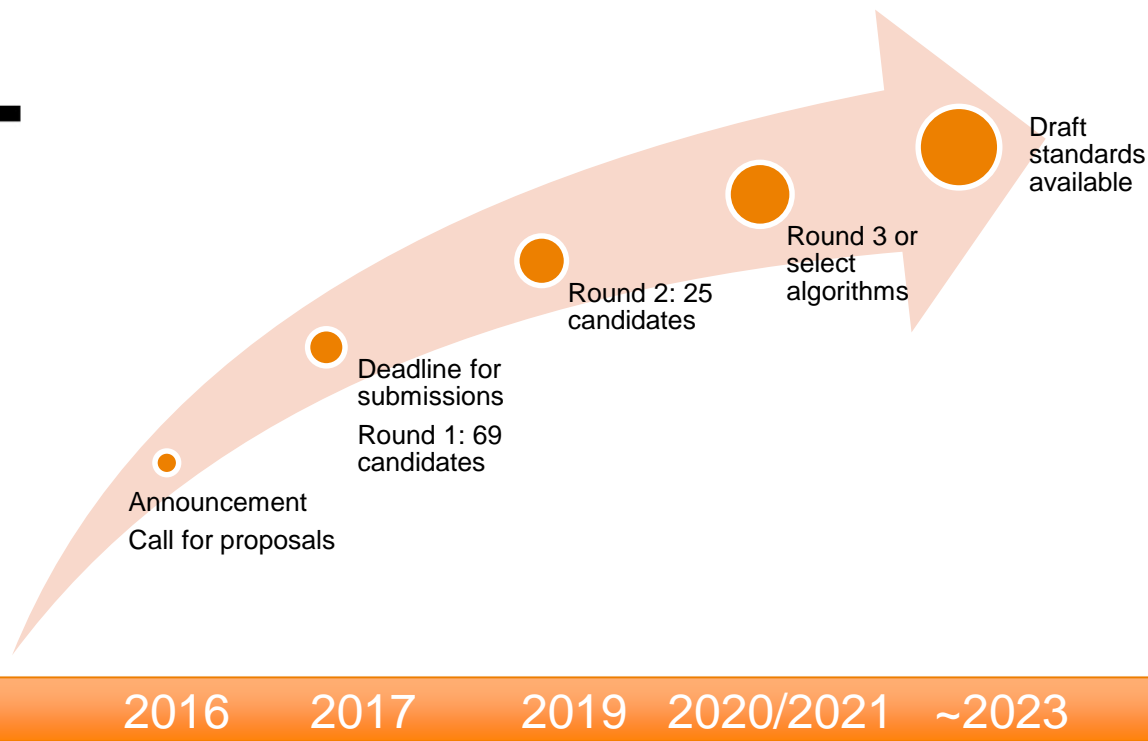 Announcement
Call for proposals
Deadline for
submissions
Round 1: 69
candidates
Round 2: 25
candidates
Round 3 or
select
algorithms
Draft
standards
available
2016 2017 2019 2020/2021 ~2023